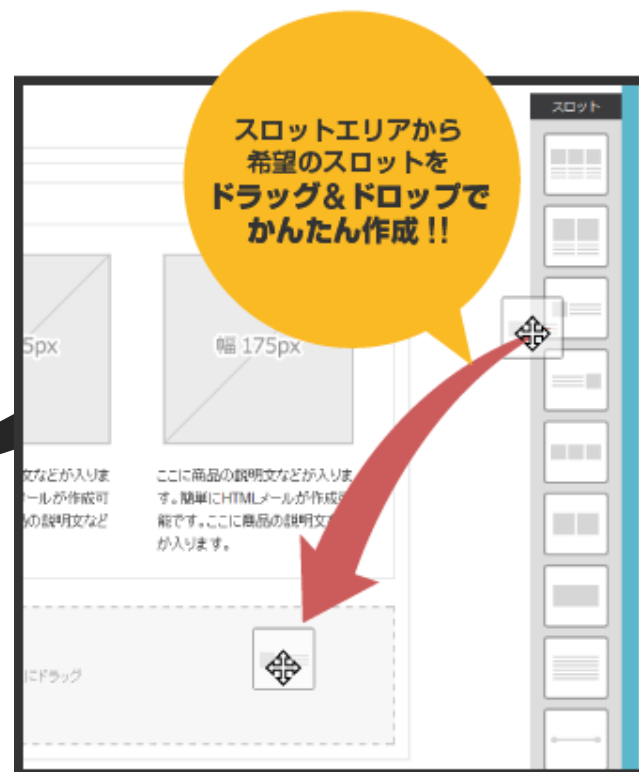 スロットエリアから
希望のスロットを
ドラッグ&ドロップで
かんたん作成!!
スロット
5px
幅 175px
文などが入りま
ールが作成可
の説明文など
ここに商品の説明文などが入りま
す。簡単にHTMLメールが作成
能です。ここに商品の説明文
が入ります。
にドラッグ